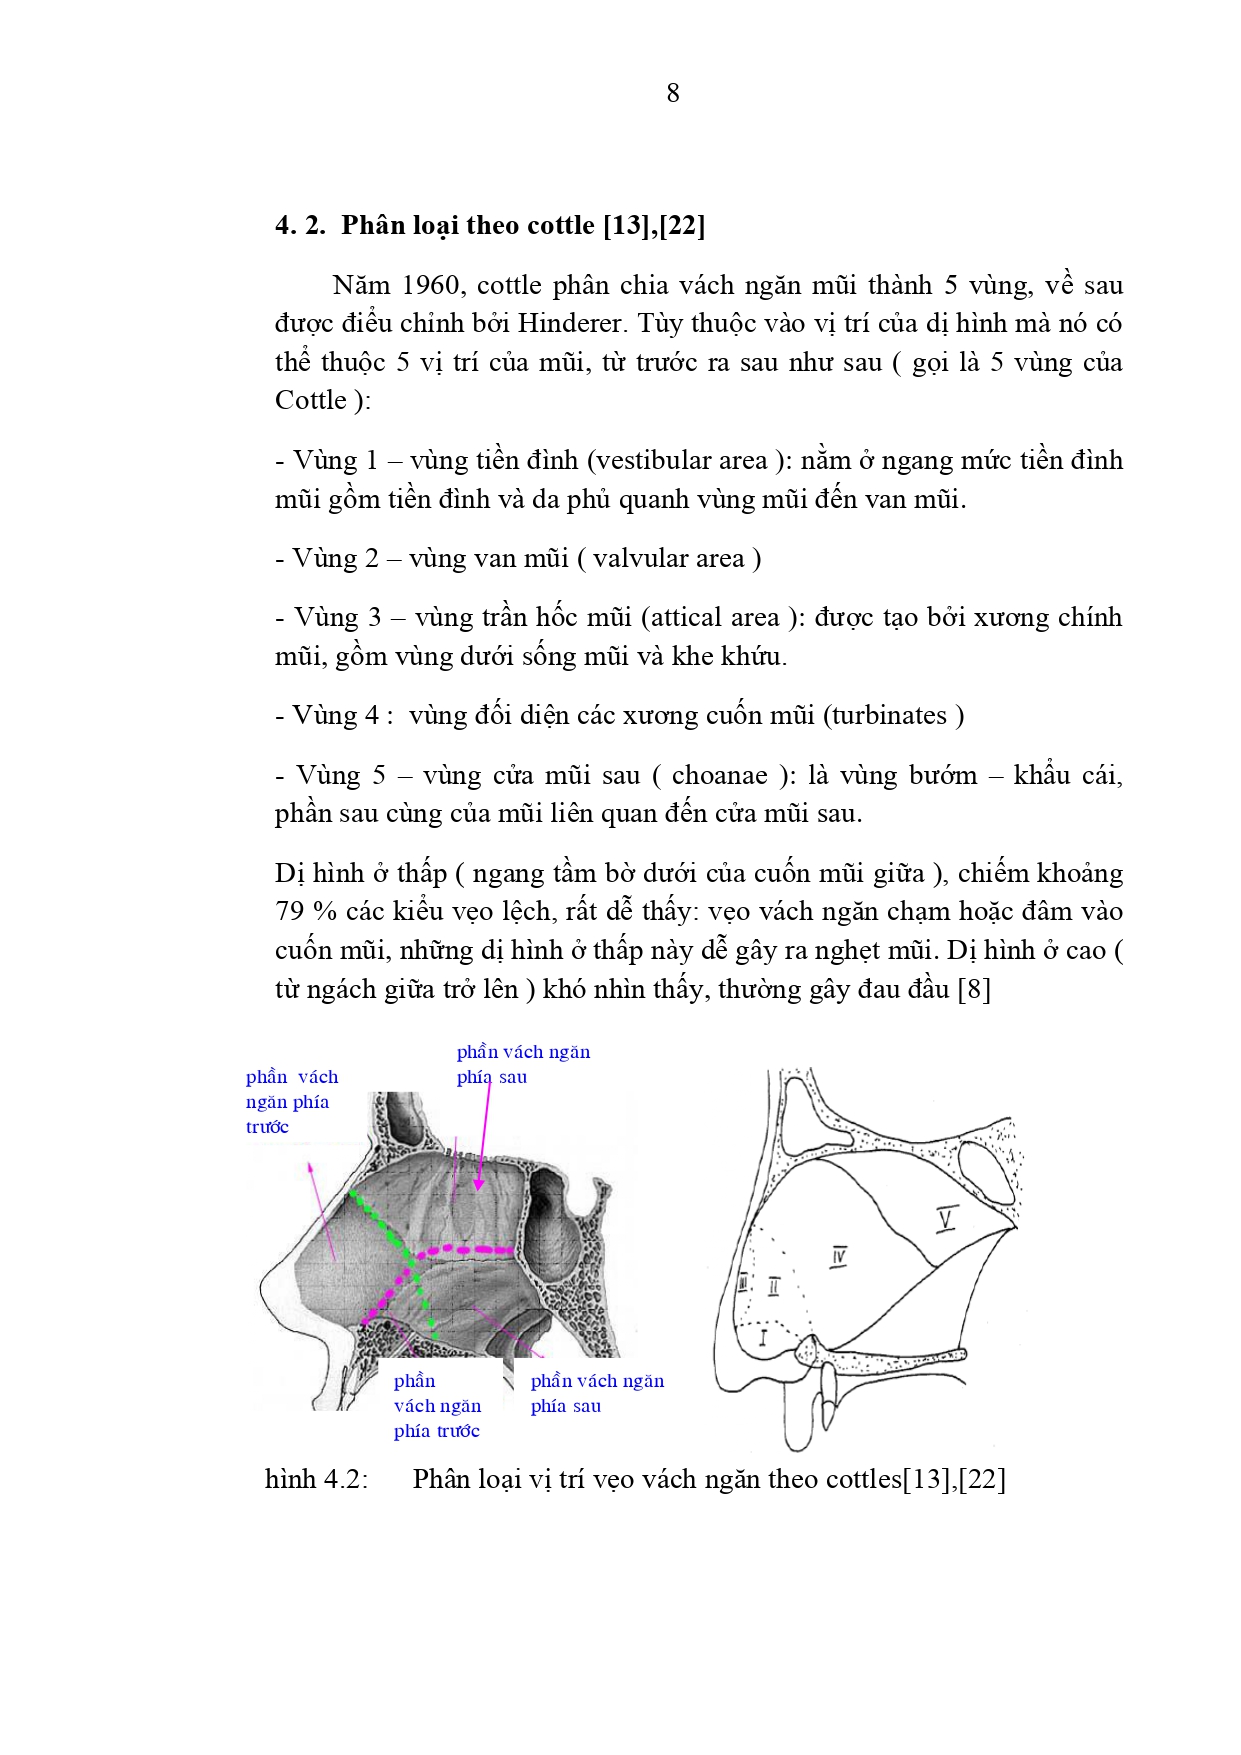 8
4. 2.  Phân loại theo cottle [13],[22]
Năm 1960, cottle phân chia vách ngăn mũi thành 5 vùng, về sau
được điều chỉnh bởi Hinderer. Tùy thuộc vào vị trí của dị hình mà nó có
thể thuộc 5 vị trí của mũi, từ trước ra sau như sau ( gọi là 5 vùng của
Cottle ):
- Vùng 1 – vùng tiền đình (vestibular area ): nằm ở ngang mức tiền đình
mũi gồm tiền đình và da phủ quanh vùng mũi đến van mũi.
- Vùng 2 – vùng van mũi ( valvular area )
- Vùng 3 – vùng trần hốc mũi (attical area ): được tạo bởi xương chính
mũi, gồm vùng dưới sống mũi và khe khứu.
- Vùng 4 :  vùng đối diện các xương cuốn mũi (turbinates )
- Vùng 5 – vùng cửa mũi sau ( choanae ): là vùng bướm – khẩu cái,
phần sau cùng của mũi liên quan đến cửa mũi sau.
Dị hình ở thấp ( ngang tầm bờ dưới của cuốn mũi giữa ), chiếm khoảng
79 % các kiểu vẹo lệch, rất dễ thấy: vẹo vách ngăn chạm hoặc đâm vào
cuốn mũi, những dị hình ở thấp này dễ gây ra nghẹt mũi. Dị hình ở cao (
từ ngách giữa trở lên ) khó nhìn thấy, thường gây đau đầu [8]
phần vách ngăn
phía sau
phần  vách
ngăn phía
trước
V
IV
III
II
I
phần
vách ngăn
phía trước
phần vách ngăn
phía sau
hình 4.2:      Phân loại vị trí vẹo vách ngăn theo cottles[13],[22]